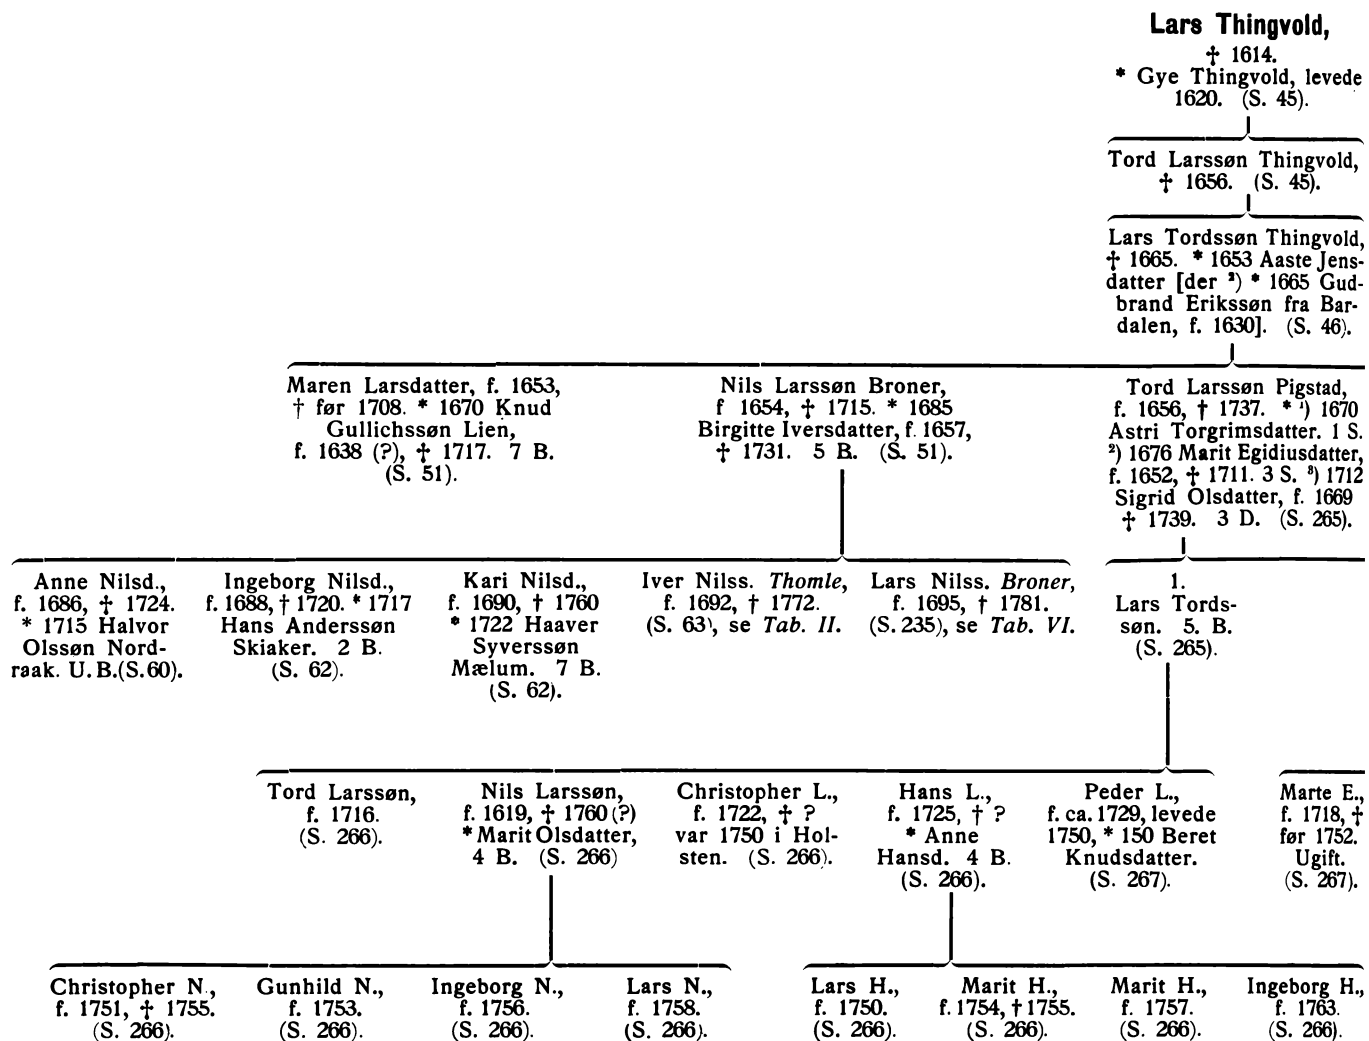 Lars Thingvold,
† 1614.
* Gye Thingvold, levede
1620. (S. 45).
Tord Larssøn Thingvold,
† 1656. (S. 45).
Lars Tordssøn Thingvold,
† 1665. * 1653 Aaste Jens-
datter [der ²) * 1665 Gud-
brand Erikssøn fra Bar-
dalen, f. 1630]. (S. 46).
Maren Larsdatter, f. 1653,
† før 1708. * 1670 Knud
Gullichssøn Lien,
f. 1638 (?), † 1717. 7 B.
(S. 51).
Nils Larssøn Broner,
f 1654, † 1715. * 1685
Birgitte Iversdatter, f. 1657,
† 1731. 5 B. (S. 51).
Tord Larssøn Pigstad,
f. 1656, † 1737. * ¹) 1670
Astri Torgrimsdatter. 1 S.
²) 1676 Marit Egidiusdatter,
f. 1652, † 1711. 3 S. ³) 1712
Sigrid Olsdatter, f. 1669
† 1739. 3 D. (S. 265).
Anne Nilsd.,
f. 1686, † 1724.
* 1715 Halvor
Olssøn Nord-
raak. U. B. (S. 60).
Ingeborg Nilsd.,
f. 1688, † 1720. * 1717
Hans Anderssøn
Skiaker. 2 B.
(S. 62).
Kari Nilsd.,
f. 1690, † 1760
* 1722 Haaver
Syverssøn
Mælum. 7 B.
(S. 62).
Iver Nilss. Thomle,
f. 1692, † 1772.
(S. 63), se Tab. II.
Lars Nilss. Broner,
f. 1695, † 1781.
(S. 235), se Tab. VI.
1.
Lars Tords-
søn. 5. B.
(S. 265).
Tord Larssøn,
f. 1716.
(S. 266).
Nils Larssøn,
f. 1619, † 1760 (?)
* Marit Olsdatter,
4 B. (S. 266)
Christopher L.,
f. 1722, † ?
var 1750 i Hol-
sten. (S. 266).
Hans L.,
f. 1725, † ?
* Anne
Hansd. 4 B.
(S. 266).
Peder L.,
f. ca. 1729, levede
1750, * 150 Beret
Knudsdatter.
(S. 267).
Marte E.,
f. 1718, †
før 1752.
Ugift.
(S. 267).
Christopher N.,
f. 1751, † 1755.
(S. 266).
Gunhild N.,
f. 1753.
(S. 266).
Ingeborg N.,
f. 1756.
(S. 266).
Lars N.,
f. 1758.
(S. 266).
Lars H.,
f. 1750.
(S. 266).
Marit H.,
f. 1754, † 1755.
(S. 266).
Marit H.,
f. 1757.
(S. 266).
Ingeborg H.,
f. 1763.
(S. 266).